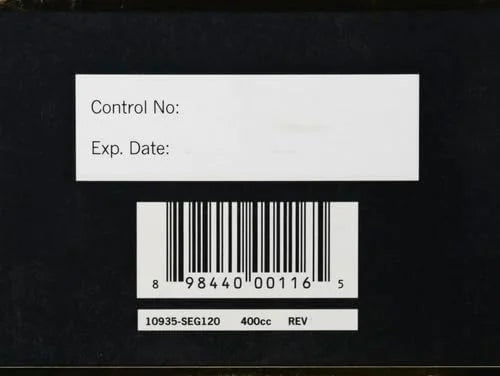 Control No:
Exp. Date:
8 98440 00116 5
10935-SEG120 400cc REV